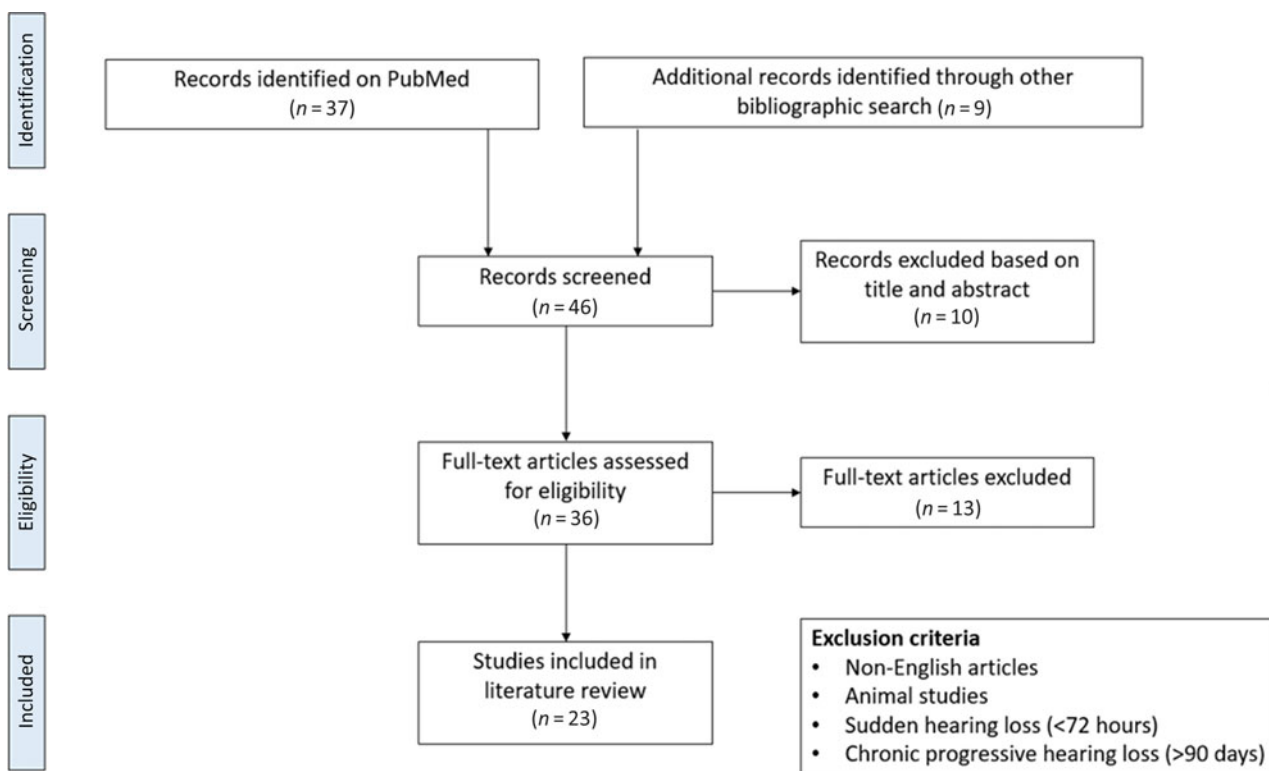 Identification
Records identified on PubMed
(n = 37)
Additional records identified through other
bibliographic search (n = 9)
Screening
Records screened
(n = 46)
Records excluded based on
title and abstract
(n = 10)
Eligibility
Full-text articles assessed
for eligibility
(n = 36)
Full-text articles excluded
(n = 13)
Included
Studies included in
literature review
(n = 23)
Exclusion criteria
• Non-English articles
• Animal studies
• Sudden hearing loss (<72 hours)
• Chronic progressive hearing loss (>90 days)